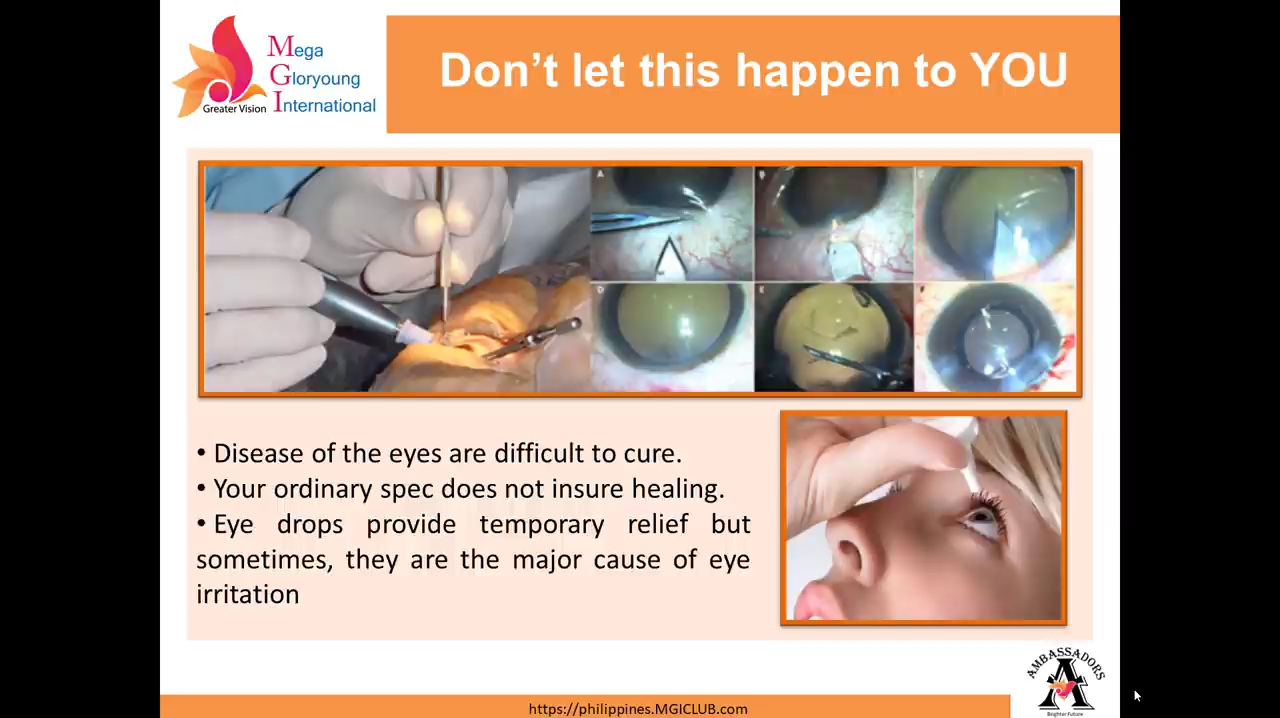 Mega
Gloryoung
International
Greater Vision
Don't let this happen to YOU
A
B
C
D
E
F
• Disease of the eyes are difficult to cure.
• Your ordinary spec does not insure healing.
• Eye drops provide temporary relief but
sometimes, they are the major cause of eye
irritation
AMBASSADORS
A
Brighter Future
https://philippines.MGICLUB.com